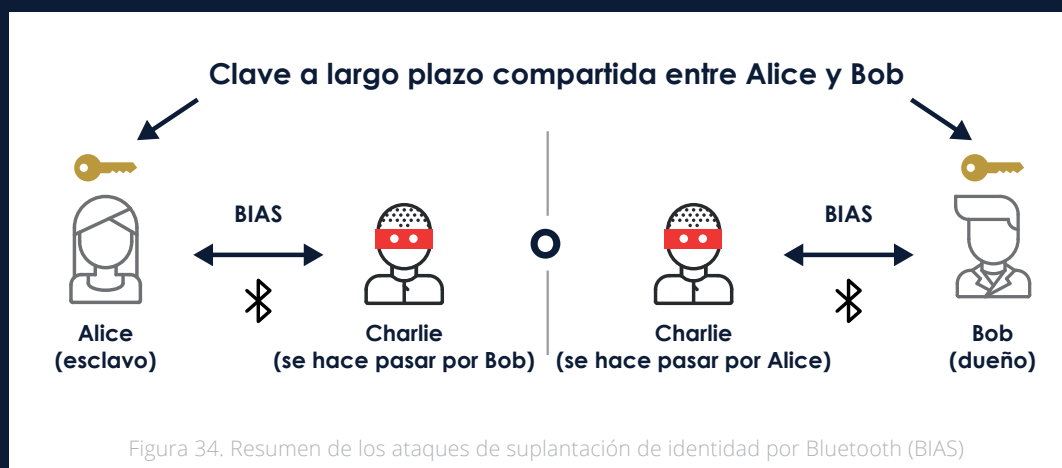 Clave a largo plazo compartida entre Alice y Bob
BIAS
BIAS
o
Alice
(esclavo)
Charlie
(se hace pasar por Bob)
Charlie
(se hace pasar por Alice)
Bob
(dueño)
Figura 34. Resumen de los ataques de suplantación de identidad por Bluetooth (BIAS)